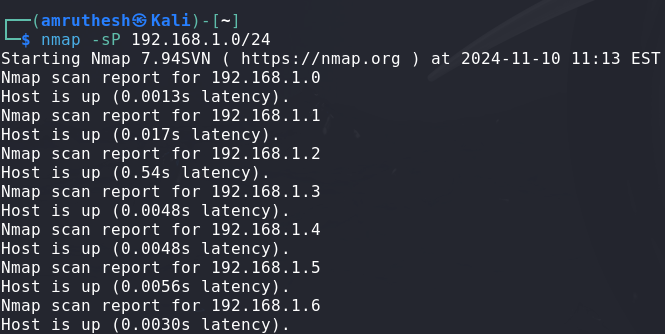 ┌──(amruthesh㉿Kali)-[~]
└─$ nmap -sP 192.168.1.0/24
Starting Nmap 7.94SVN ( https://nmap.org ) at 2024-11-10 11:13 EST
Nmap scan report for 192.168.1.0
Host is up (0.0013s latency).
Nmap scan report for 192.168.1.1
Host is up (0.017s latency).
Nmap scan report for 192.168.1.2
Host is up (0.54s latency).
Nmap scan report for 192.168.1.3
Host is up (0.0048s latency).
Nmap scan report for 192.168.1.4
Host is up (0.0048s latency).
Nmap scan report for 192.168.1.5
Host is up (0.0056s latency).
Nmap scan report for 192.168.1.6
Host is up (0.0030s latency).